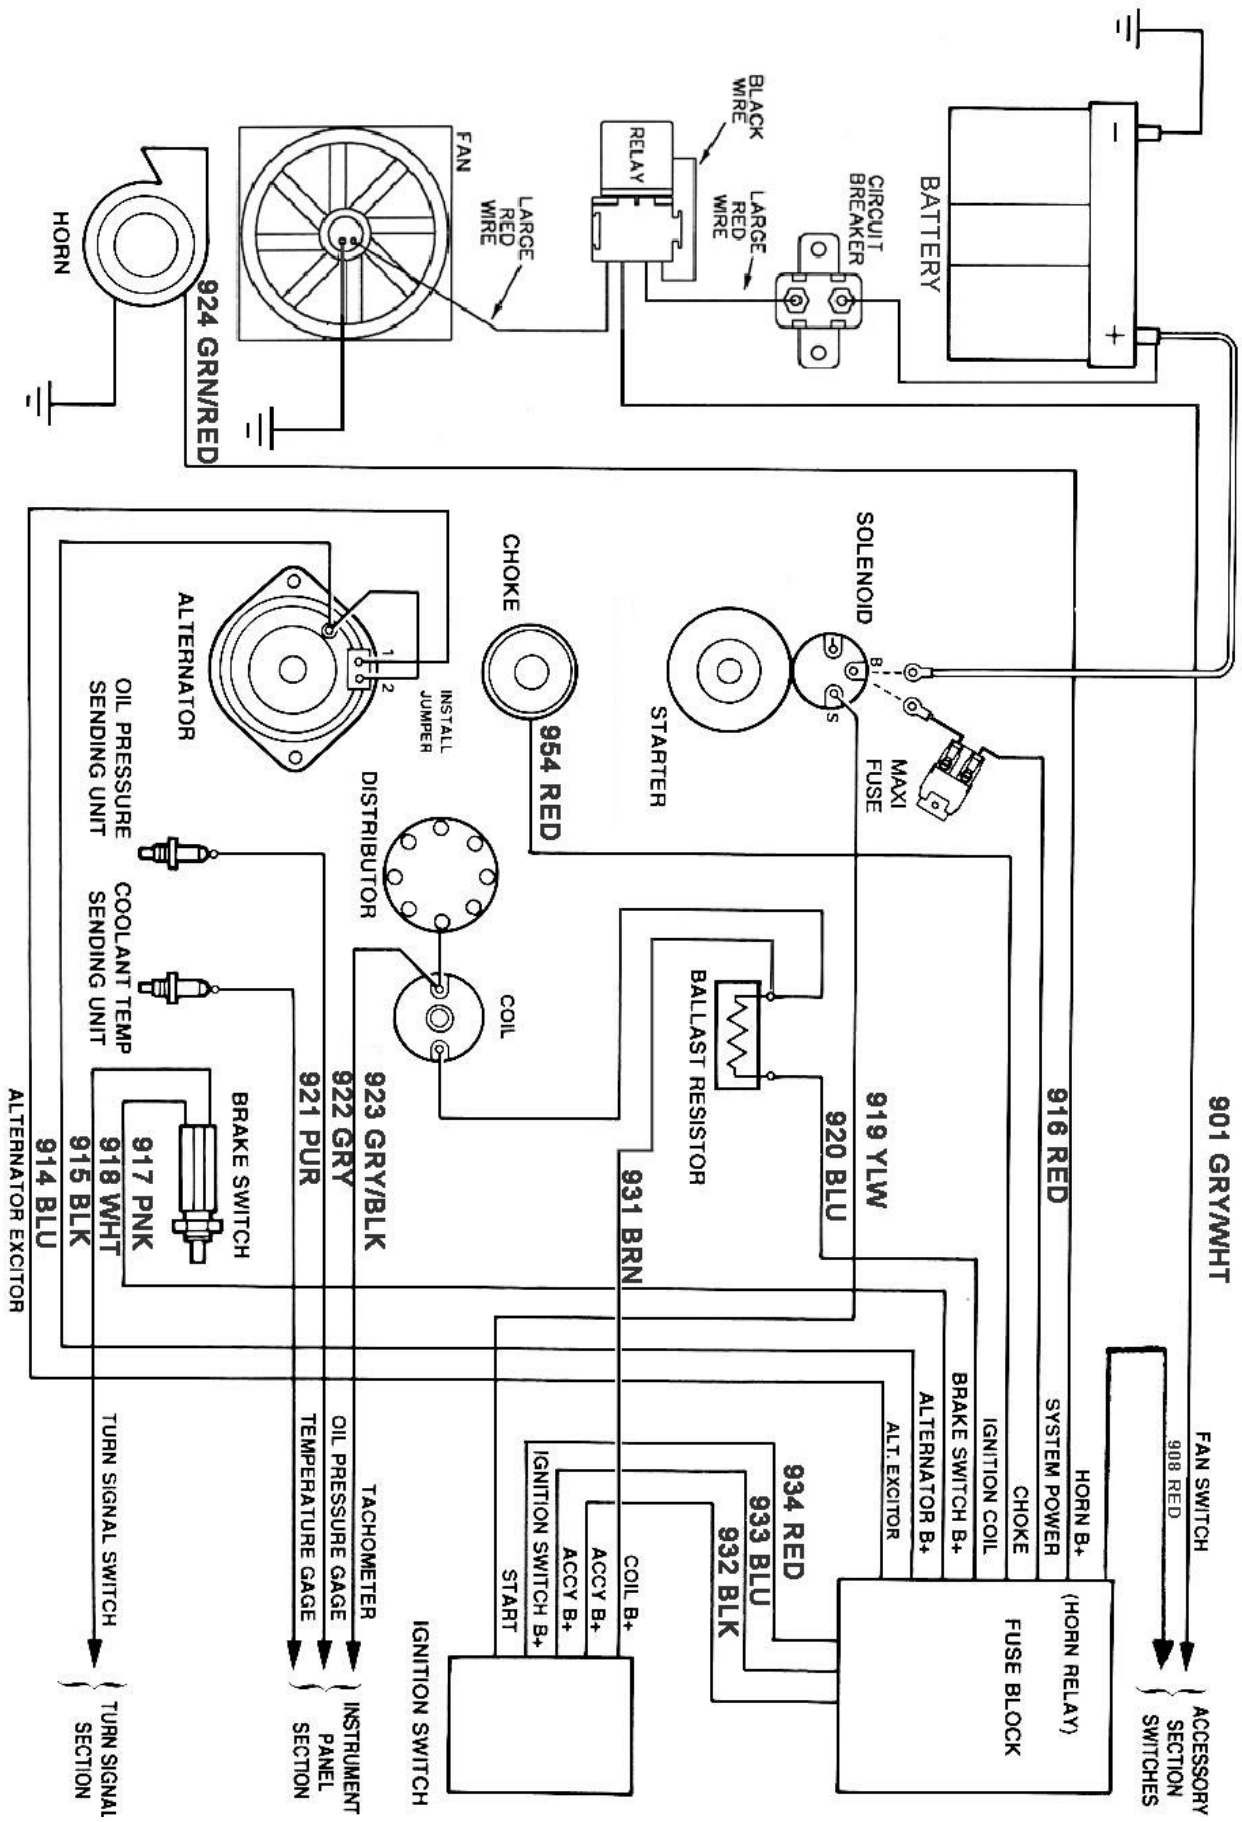 BATTERY
−
+
CIRCUIT
BREAKER
LARGE
RED
WIRE
BLACK
WIRE
RELAY
LARGE
RED
WIRE
FAN
HORN
924 GRN/RED
SOLENOID
B
S
MAXI
FUSE
STARTER
CHOKE
954 RED
ALTERNATOR
1
2
INSTALL
JUMPER
DISTRIBUTOR
COIL
BALLAST RESISTOR
OIL PRESSURE
SENDING UNIT
COOLANT TEMP
SENDING UNIT
BRAKE SWITCH
901 GRY/WHT
916 RED
919 YLW
920 BLU
931 BRN
923 GRY/BLK
922 GRY
921 PUR
917 PNK
918 WHT
915 BLK
914 BLU
ALTERNATOR EXCITOR
FAN SWITCH
908 RED
HORN B+
SYSTEM POWER
CHOKE
IGNITION COIL
BRAKE SWITCH B+
ALTERNATOR B+
ALT. EXCITOR
934 RED
933 BLU
932 BLK
COIL B+
ACCY B+
ACCY B+
IGNITION SWITCH B+
START
TACHOMETER
OIL PRESSURE GAGE
TEMPERATURE GAGE
TURN SIGNAL SWITCH
ACCESSORY
SECTION
SWITCHES
(HORN RELAY)
FUSE BLOCK
IGNITION SWITCH
INSTRUMENT
PANEL
SECTION
TURN SIGNAL
SECTION